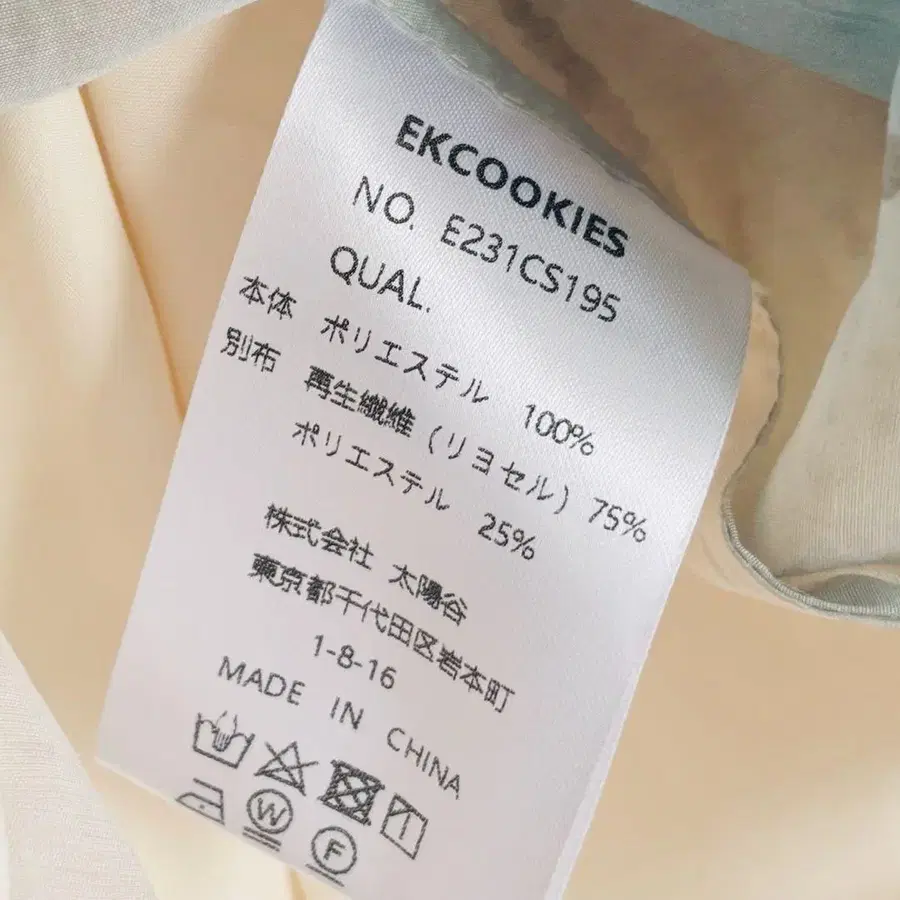 EKCOOKIES
NO. E231CS195
QUAL.
本体 ポリエステル 100%
別布 再生繊維（リヨセル）75%
ポリエステル 25%
株式会社 太陽谷
東京都千代田区岩本町
1-8-16
MADE IN CHINA
W
F